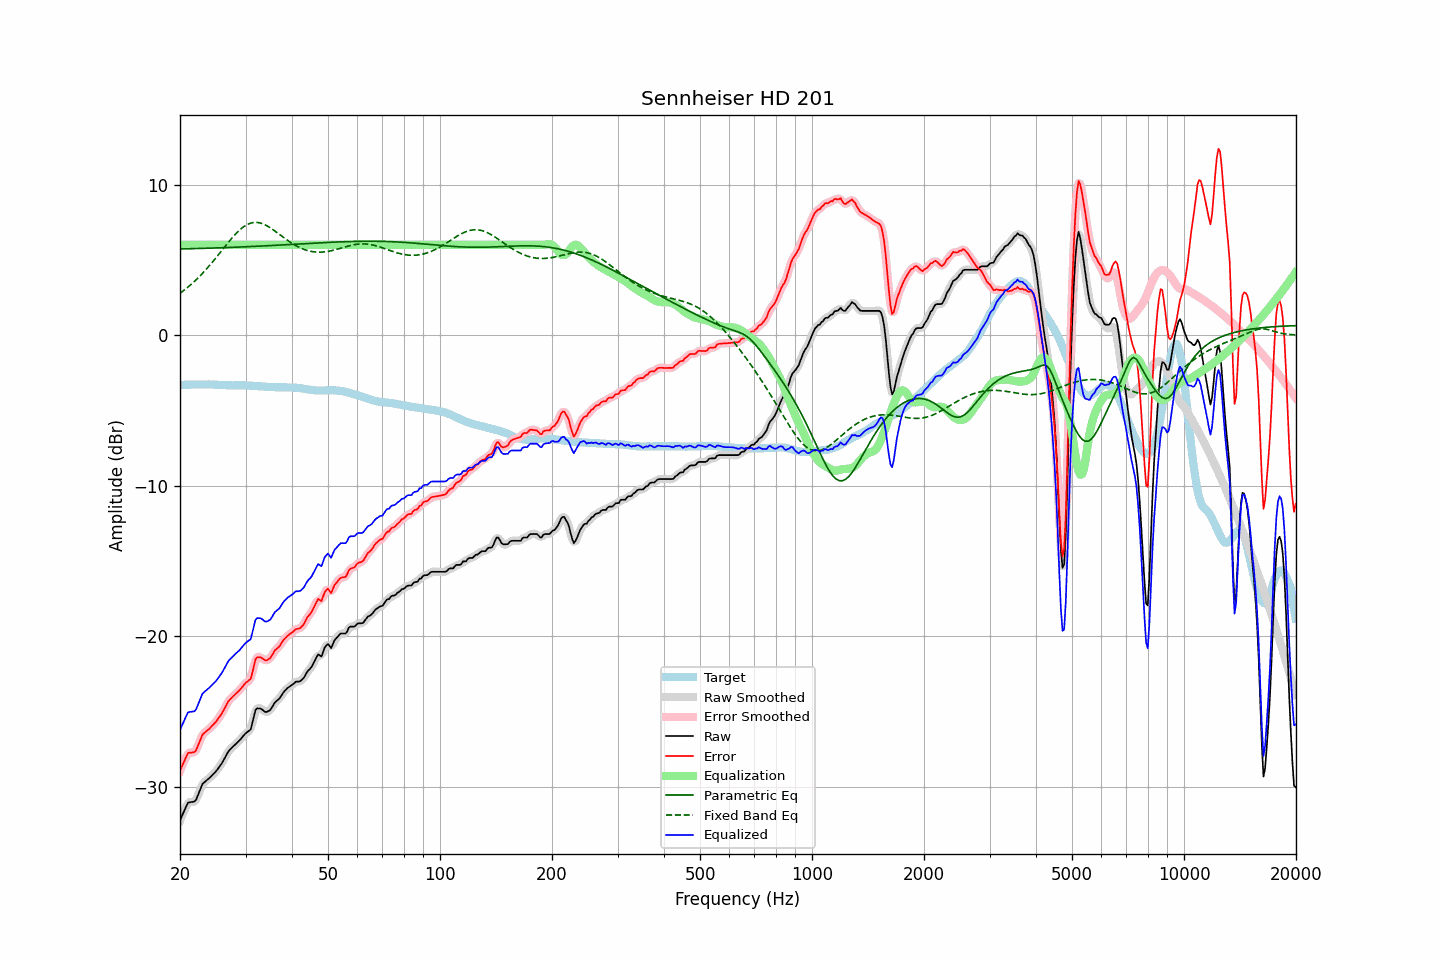 Sennheiser HD 201
Amplitude (dBr)
10
0
−10
−20
−30
Target
Raw Smoothed
Error Smoothed
Raw
Error
Equalization
Parametric Eq
Fixed Band Eq
Equalized
20 50 100 200 500 1000 2000 5000 10000 20000
Frequency (Hz)